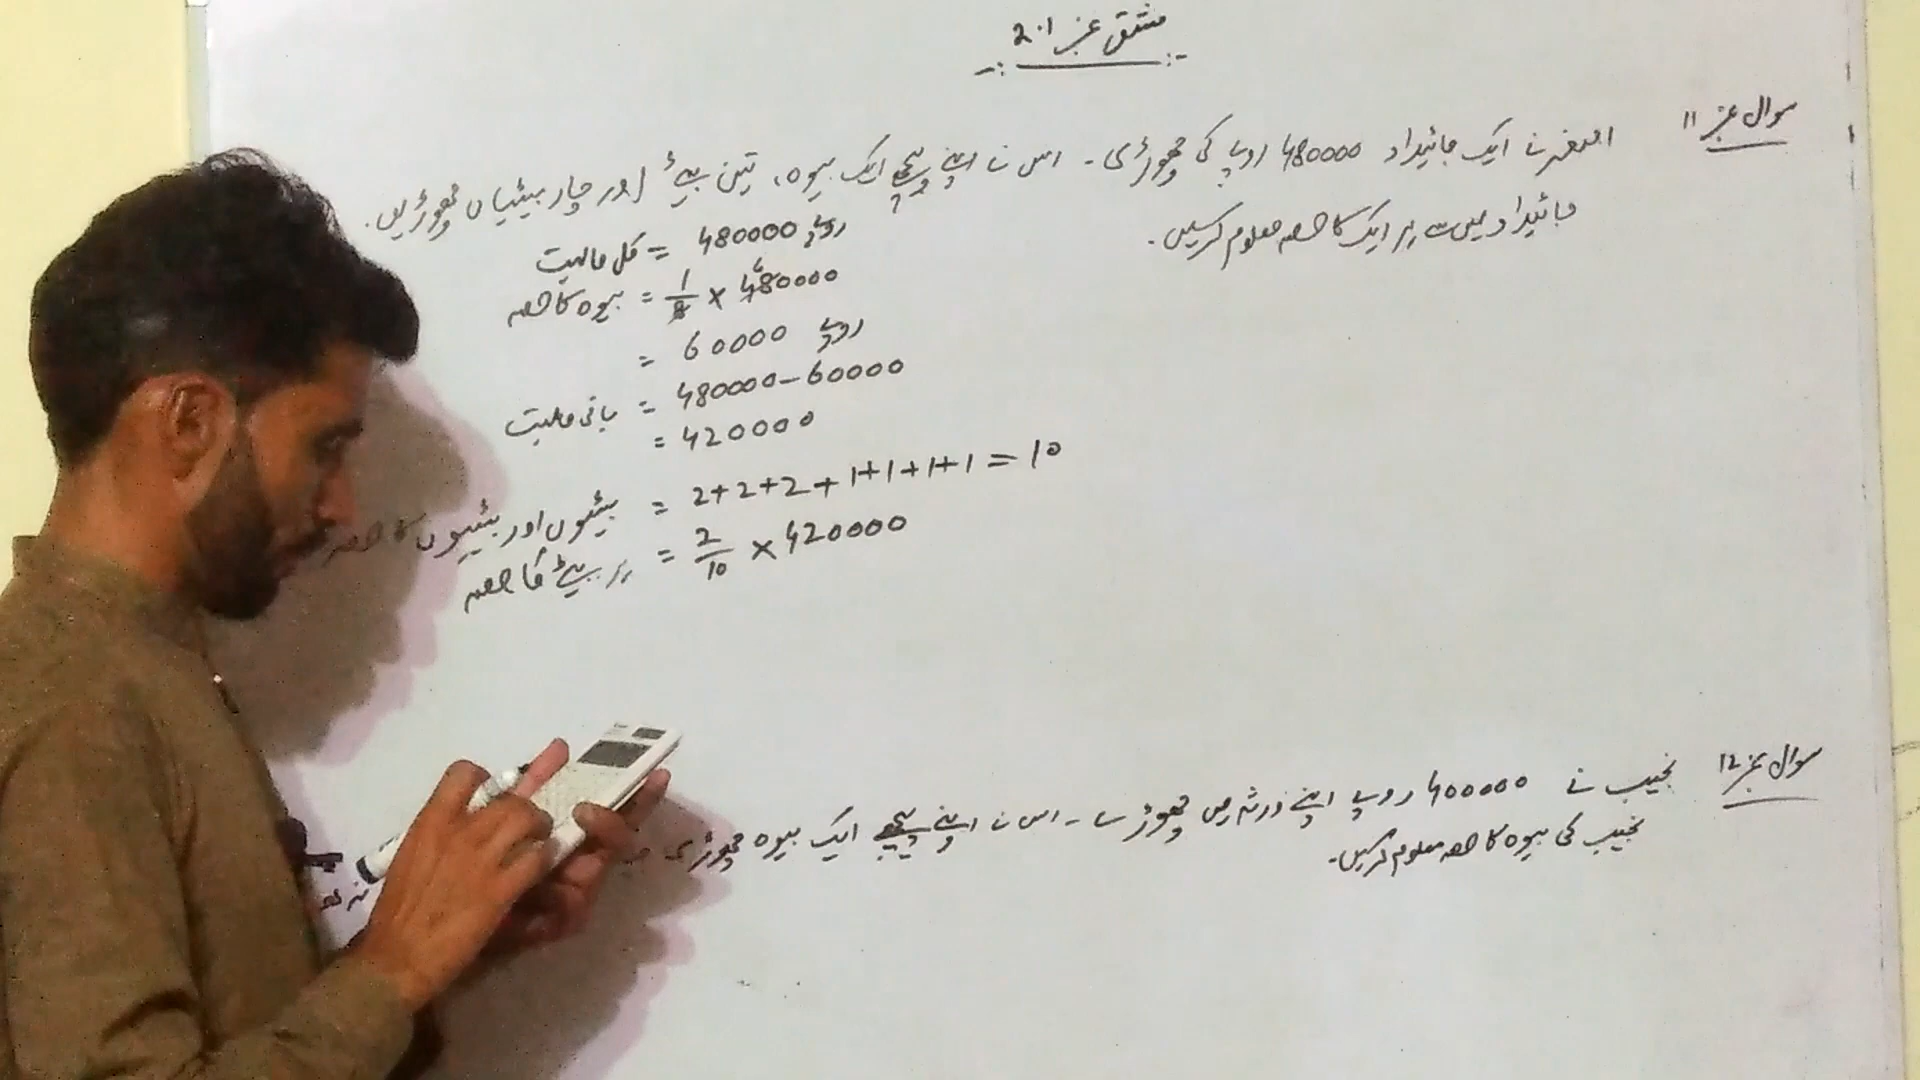 مشق نمبر 2.1
سوال نمبر 11
اصغر نے ایک جائیداد 480000 روپے کی چھوڑی۔ اس نے اپنے پیچھے ایک بیوہ، تین بیٹے اور چار بیٹیاں چھوڑیں۔
جائیداد میں سے ہر ایک کا حصہ معلوم کریں۔
کل مالیت = 480000 روپے
بیوہ کا حصہ = 1/8 × 480000
= 60000 روپے
باقی مالیت = 480000 – 60000
= 420000
بیٹوں اور بیٹیوں کا حصہ = 2+2+2+1+1+1+1 = 10
ہر بیٹے کا حصہ = 2/10 × 420000
سوال نمبر 12
نجیب نے 400000 روپے اپنے ورثہ میں چھوڑے ۔ اس نے اپنے پیچھے ایک بیوہ چھوڑی
نجیب کی بیوہ کا حصہ معلوم کریں۔